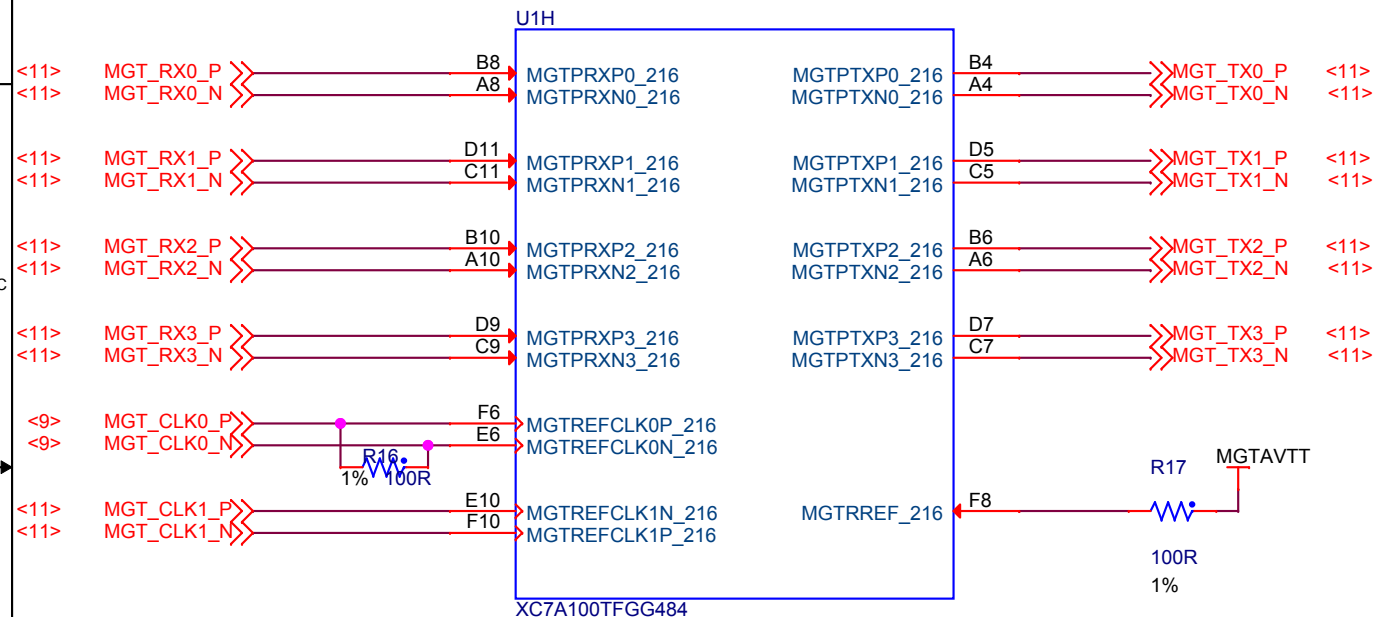 U1H
<11> MGT_RX0_P B8 MGTPRXP0_216 MGTPTXP0_216 B4 MGT_TX0_P <11>
<11> MGT_RX0_N A8 MGTPRXN0_216 MGTPTXN0_216 A4 MGT_TX0_N <11>
<11> MGT_RX1_P D11 MGTPRXP1_216 MGTPTXP1_216 D5 MGT_TX1_P <11>
<11> MGT_RX1_N C11 MGTPRXN1_216 MGTPTXN1_216 C5 MGT_TX1_N <11>
<11> MGT_RX2_P B10 MGTPRXP2_216 MGTPTXP2_216 B6 MGT_TX2_P <11>
<11> MGT_RX2_N A10 MGTPRXN2_216 MGTPTXN2_216 A6 MGT_TX2_N <11>
C
<11> MGT_RX3_P D9 MGTPRXP3_216 MGTPTXP3_216 D7 MGT_TX3_P <11>
<11> MGT_RX3_N C9 MGTPRXN3_216 MGTPTXN3_216 C7 MGT_TX3_N <11>
<9> MGT_CLK0_P F6 MGTREFCLK0P_216
<9> MGT_CLK0_N E6 MGTREFCLK0N_216
R16 R17 MGTAVTT
1% 100R
<11> MGT_CLK1_P E10 MGTREFCLK1N_216 MGTRREF_216 F8
<11> MGT_CLK1_N F10 MGTREFCLK1P_216
100R
1%
XC7A100TFGG484